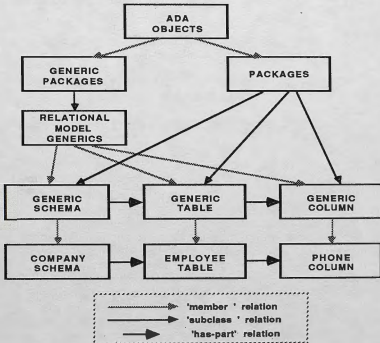 ADA
OBJECTS
GENERIC
PACKAGES
PACKAGES
RELATIONAL
MODEL
GENERICS
GENERIC
SCHEMA
GENERIC
TABLE
GENERIC
COLUMN
COMPANY
SCHEMA
EMPLOYEE
TABLE
PHONE
COLUMN
'member ' relation
'subclass ' relation
'has-part' relation